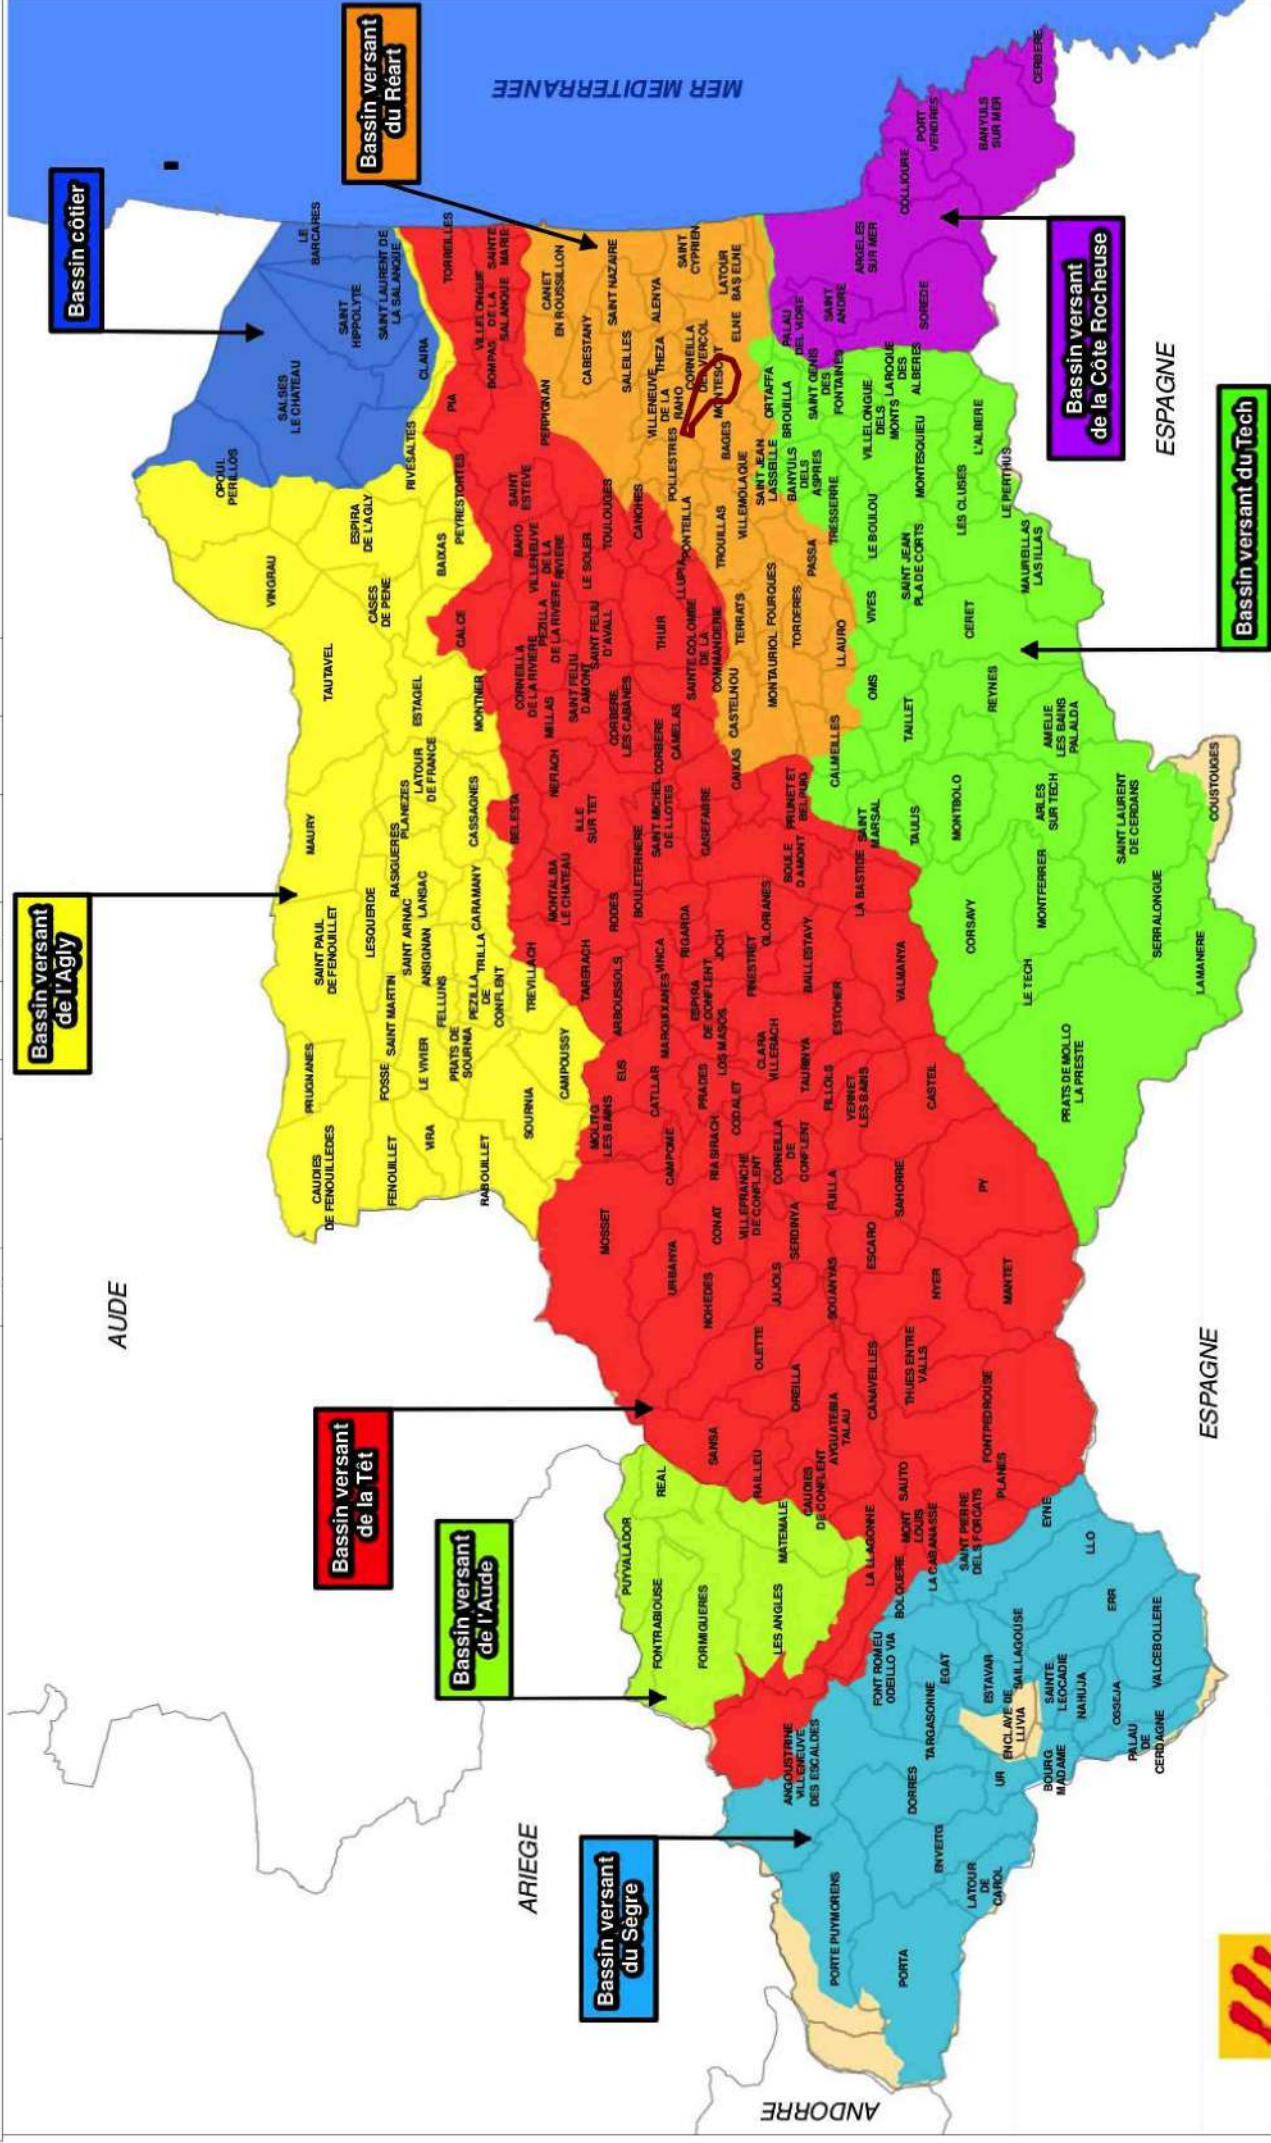 Bassin côtier
Bassin versant
du Réart
Bassin versant
de l'Agly
Bassin versant
de la Têt
Bassin versant
de l'Aude
Bassin versant
du Sègre
Bassin versant
de la Côte Rocheuse
Bassin versant du Tech
MER MEDITERRANEE
AUDE
ARIEGE
ANDORRE
ESPAGNE
ESPAGNE
OPOUL
PERILLOS
SALSES
LE CHATEAU
LE
BARCARES
SAINT
HIPPOLYTE
SAINT LAURENT DE
LA SALANQUE
CLAIRA
TORREILLES
VILLELONGUE
DE LA
SALANQUE
SAINTE
MARIE
BOMPAS
PIA
RIVESALTES
PEYRESTORTES
ESPIRA
DE L'AGLY
VINGRAU
CASES
DE PENE
BAIXAS
CALCE
TAUTAVEL
ESTAGEL
MONTNER
LATOUR
DE FRANCE
PLANEZES
RASIGUERES
CASSAGNES
MAURY
LESQUERDE
LANSAC
CARAMANY
SAINT PAUL
DE FENOUILLET
SAINT ARNAC
ANSIGNAN
TRILLA
FELLUNS
PEZILLA
DE
CONFLENT
TREVILLACH
SAINT MARTIN
PRATS DE
SOURNIA
LE VIVIER
FOSSE
PRUGNANES
CAMPOUSSY
SOURNIA
CAUDIES
DE FENOUILLEDES
FENOUILLET
VIRA
RABOUILLET
CANET
EN ROUSSILLON
SAINT NAZAIRE
CABESTANY
SALEILLES
ALENYA
SAINT
CYPRIEN
LATOUR
BAS ELNE
ELNE
THEZA
CORNEILLA
DEL VERCOL
MONTESCOT
VILLENEUVE
DE LA
RAHO
PERPIGNAN
POLLESTRES
BAGES
CANOHES
TOULOUGES
PONTEILLA
TROUILLAS
VILLEMOLAQUE
SAINT JEAN
LASSEILLE
BANYULS
DELS
ASPRES
TRESSERRE
PASSA
FOURQUES
TERRATS
TORDERES
MONTAURIOL
LLAURO
CASTELNOU
CAIXAS
CALMEILLES
PRUNET ET
BELPUIG
SAINT
ESTEVE
BAHO
VILLENEUVE
DE LA
RIVIERE
LE SOLER
PEZILLA
DE LA RIVIERE
SAINT FELIU
D'AVALL
CORNEILLA
DE LA RIVIERE
SAINT FELIU
D'AMONT
MILLAS
THUIR
LLUPIA
SAINTE COLOMBE
DE LA
COMMANDERIE
CORBERE
LES CABANES
CORBERE
CAMELAS
NEFIACH
BELESTA
ILLE
SUR TET
SAINT MICHEL
DE LLOTES
CASEFABRE
BOULETERNERE
MONTALBA
LE CHATEAU
RODES
BOULE
D'AMONT
LA BASTIDE
GLORIANES
RIGARDA
JOCH
VINCA
FINESTRET
BAILLESTAVY
VALMANYA
TARERACH
ARBOUSSOLS
MARQUIXANES
ESPIRA
DE CONFLENT
LOS MASOS
ESTOHER
EUS
CATLLAR
PRADES
CODALET
CLARA
VILLERACH
TAURINYA
FILLOLS
VERNET
LES BAINS
CASTEIL
MOLITG
LES BAINS
CAMPOME
RIA SIRACH
VILLEFRANCHE
DE CONFLENT
CORNEILLA
DE
CONFLENT
FUILLA
SAHORRE
PY
MOSSET
CONAT
SERDINYA
ESCARO
URBANYA
NOHEDES
JUJOLS
SOUANYAS
NYER
MANTET
OLETTE
OREILLA
CANAVEILLES
THUES ENTRE
VALLS
AYGUATEBIA
TALAU
FONTPEDROUSE
SANSA
RAILLEU
CAUDIES
DE CONFLENT
SAUTO
PLANES
MONT
LOUIS
LA CABANASSE
SAINT PIERRE
DELS FORCATS
LA LLAGONNE
BOLQUERE
REAL
PUYVALADOR
MATEMALE
FONTRABIOUSE
FORMIGUERES
LES ANGLES
EYNE
LLO
ERR
SAILLAGOUSE
ESTAVAR
EGAT
FONT ROMEU
ODEILLO VIA
TARGASONNE
ENCLAVE DE
LLIVIA
SAINTE
LEOCADIE
NAHUJA
OSSEJA
VALCEBOLLERE
PALAU
DE
CERDAGNE
BOURG
MADAME
UR
DORRES
ANGOUSTRINE
VILLENEUVE
DES ESCALDES
ENVEITG
LATOUR
DE
CAROL
PORTE PUYMORENS
PORTA
CERBERE
BANYULS
SUR MER
PORT
VENDRES
COLLIOURE
ARGELES
SUR MER
SOREDE
SAINT
ANDRE
PALAU
DEL VIDRE
LAROQUE
DES
ALBERES
SAINT GENIS
DES
FONTAINES
ORTAFFA
BROUILLA
VILLELONGUE
DELS
MONTS
MONTESQUIEU
L'ALBERE
LE PERTHUS
LES CLUSES
LE BOULOU
SAINT JEAN
PLA DE CORTS
MAUREILLAS
LAS ILLAS
VIVES
CERET
OMS
TAILLET
REYNES
AMELIE
LES BAINS
PALALDA
SAINT
MARSAL
TAULIS
MONTBOLO
ARLES
SUR TECH
SAINT LAURENT
DE CERDANS
COUSTOUGES
MONTFERRER
CORSAVY
SERRALONGUE
LAMANERE
LE TECH
PRATS DE MOLLO
LA PRESTE